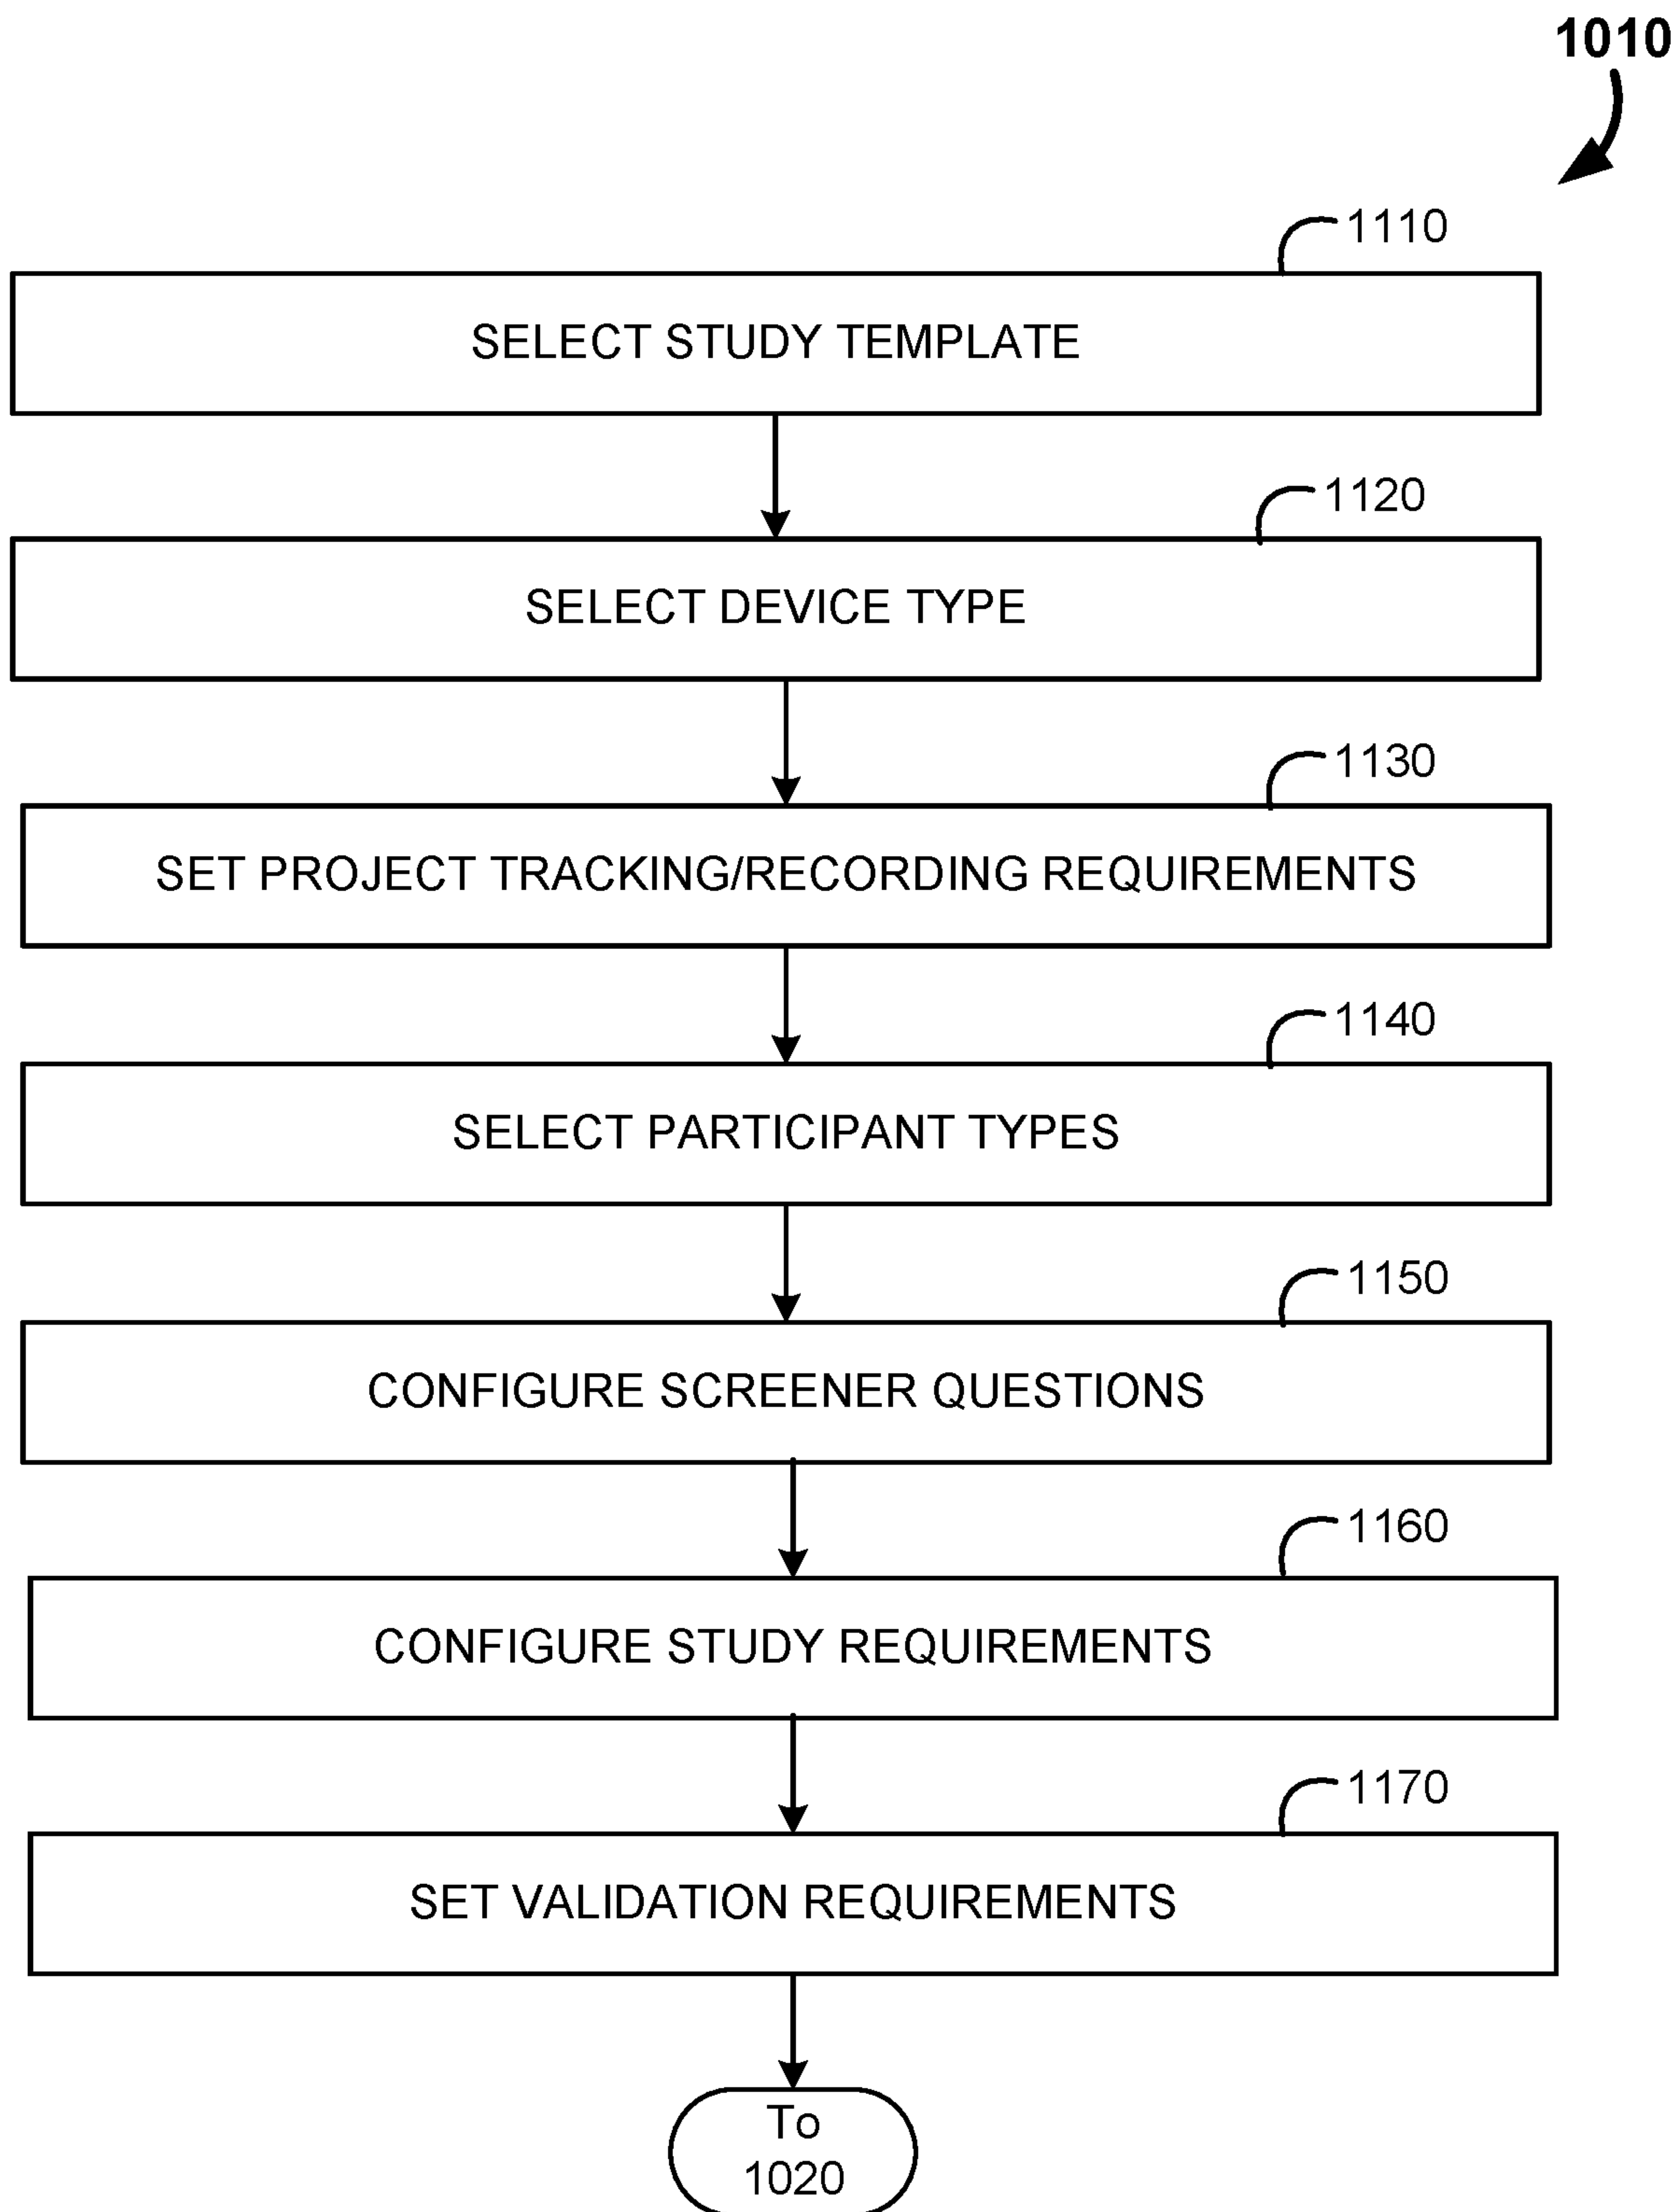 1010
1110
SELECT STUDY TEMPLATE
1120
SELECT DEVICE TYPE
1130
SET PROJECT TRACKING/RECORDING REQUIREMENTS
1140
SELECT PARTICIPANT TYPES
1150
CONFIGURE SCREENER QUESTIONS
1160
CONFIGURE STUDY REQUIREMENTS
1170
SET VALIDATION REQUIREMENTS
To
1020